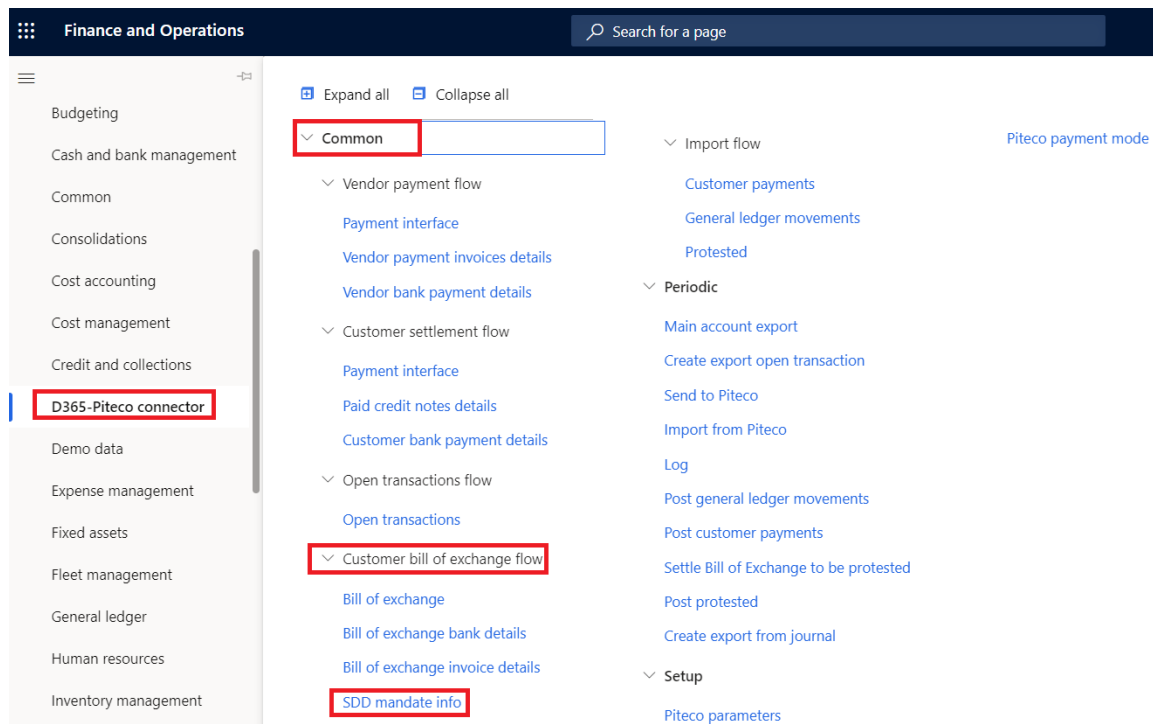 Finance and Operations
Search for a page
Budgeting
Cash and bank management
Common
Consolidations
Cost accounting
Cost management
Credit and collections
D365-Piteco connector
Demo data
Expense management
Fixed assets
Fleet management
General ledger
Human resources
Inventory management
Expand all Collapse all
Common
Vendor payment flow
Payment interface
Vendor payment invoices details
Vendor bank payment details
Customer settlement flow
Payment interface
Paid credit notes details
Customer bank payment details
Open transactions flow
Open transactions
Customer bill of exchange flow
Bill of exchange
Bill of exchange bank details
Bill of exchange invoice details
SDD mandate info
Import flow
Customer payments
General ledger movements
Protested
Periodic
Main account export
Create export open transaction
Send to Piteco
Import from Piteco
Log
Post general ledger movements
Post customer payments
Settle Bill of Exchange to be protested
Post protested
Create export from journal
Setup
Piteco parameters
Piteco payment mode